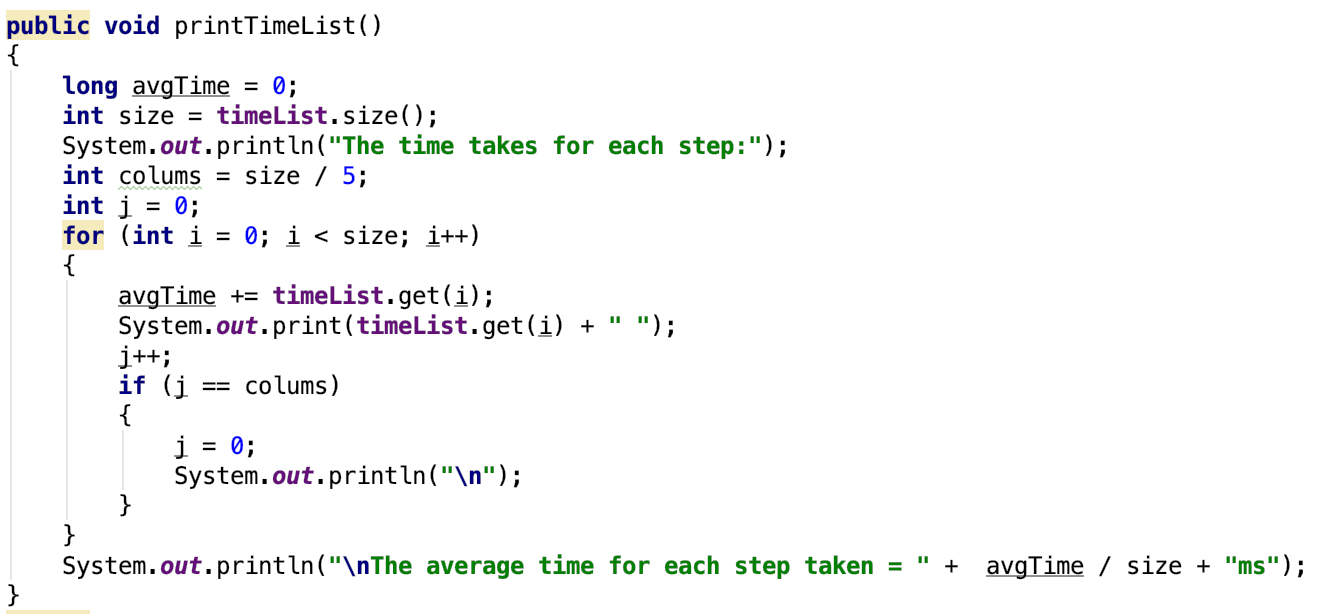 public void printTimeList()
{
    long avgTime = 0;
    int size = timeList.size();
    System.out.println("The time takes for each step:");
    int colums = size / 5;
    int j = 0;
    for (int i = 0; i < size; i++)
    {
        avgTime += timeList.get(i);
        System.out.print(timeList.get(i) + " ");
        j++;
        if (j == colums)
        {
            j = 0;
            System.out.println("\n");
        }
    }
    System.out.println("\nThe average time for each step taken = " +  avgTime / size + "ms");
}